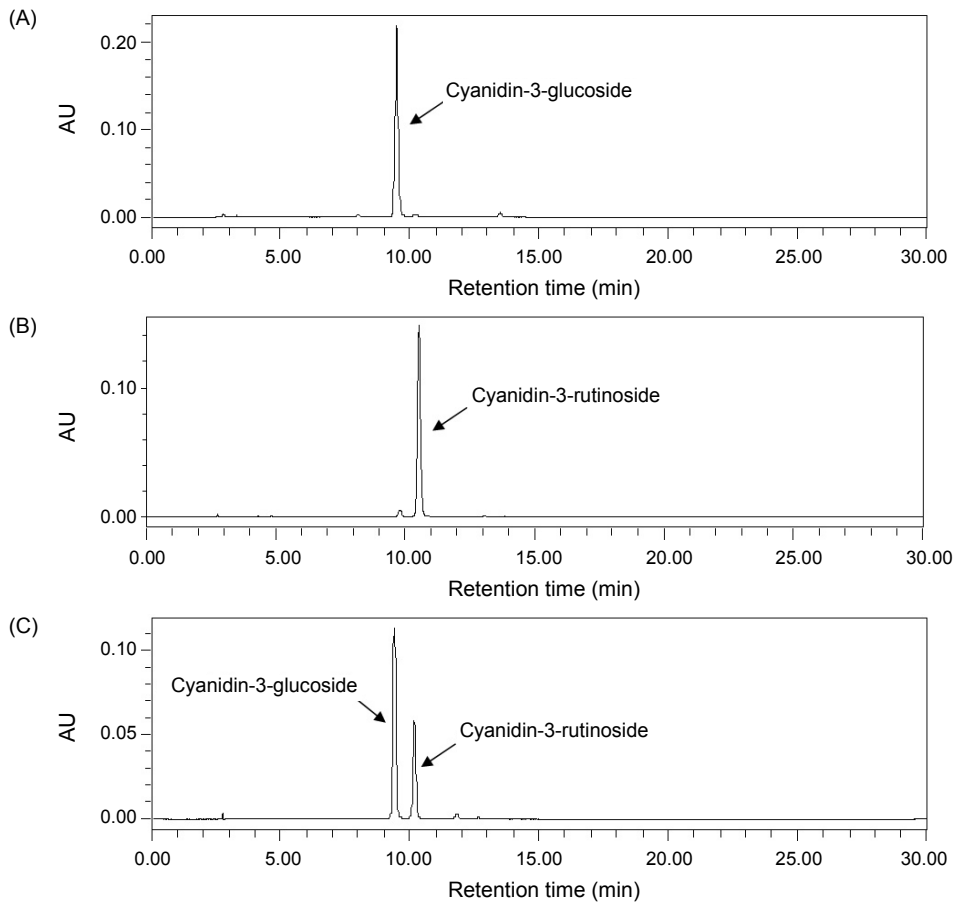 (A)
0.20
Cyanidin-3-glucoside
AU
0.10
0.00
0.00 5.00 10.00 15.00 20.00 25.00 30.00
Retention time (min)
(B)
0.10
Cyanidin-3-rutinoside
AU
0.00
0.00 5.00 10.00 15.00 20.00 25.00 30.00
Retention time (min)
(C)
0.10
Cyanidin-3-glucoside
AU
0.05
Cyanidin-3-rutinoside
0.00
0.00 5.00 10.00 15.00 20.00 25.00 30.00
Retention time (min)